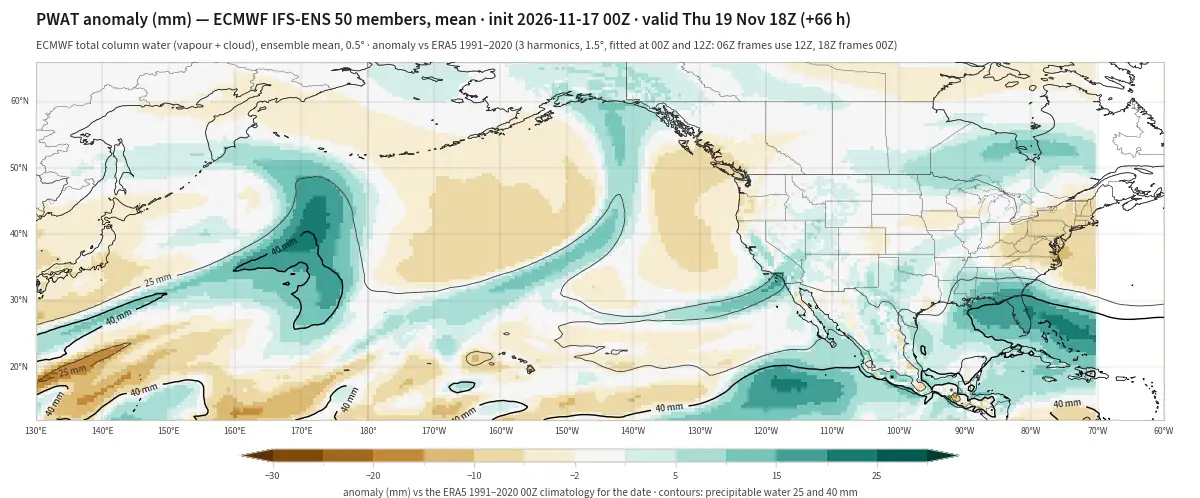 PWAT anomaly (mm) — ECMWF IFS-ENS 50 members, mean · init 2026-11-17 00Z · valid Thu 19 Nov 18Z (+66 h)
ECMWF total column water (vapour + cloud), ensemble mean, 0.5° · anomaly vs ERA5 1991–2020 (3 harmonics, 1.5°, fitted at 00Z and 12Z: 06Z frames use 12Z, 18Z frames 00Z)
60°N
50°N
40°N
40 mm
25 mm
30°N
40 mm
25 mm
20°N
40 mm
40 mm
40 mm
40 mm
40 mm
40 mm
130°E 140°E 150°E 160°E 170°E 180° 170°W 160°W 150°W 140°W 130°W 120°W 110°W 100°W 90°W 80°W 70°W 60°W
−30 −20 −10 −2 5 15 25
anomaly (mm) vs the ERA5 1991–2020 00Z climatology for the date · contours: precipitable water 25 and 40 mm